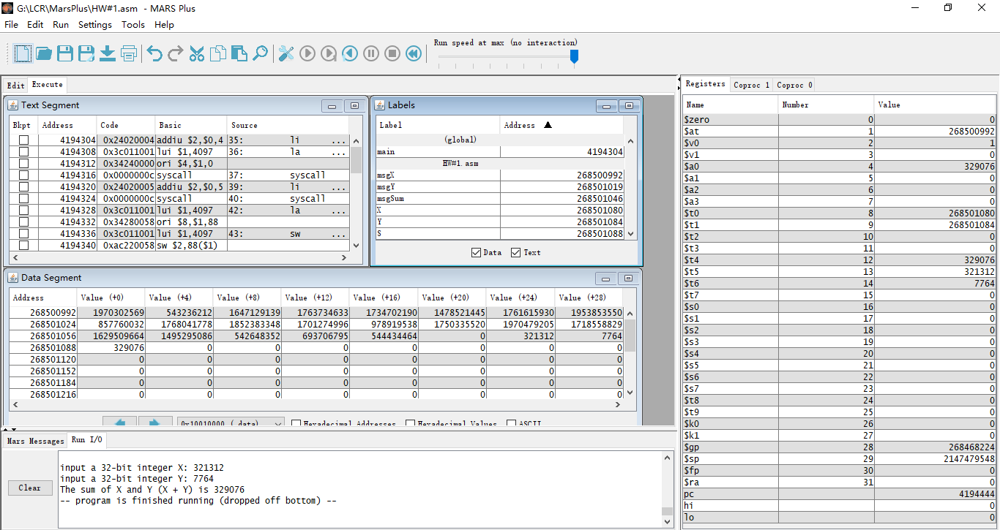 G:\LCR\MarsPlus\HW#1.asm - MARS Plus
File Edit Run Settings Tools Help
Run speed at max (no interaction)
Edit Execute
Text Segment
Bkpt Address Code Basic Source
4194304 0x24020004 addiu $2,$0,4 35: li ...
4194308 0x3c011001 lui $1,4097 36: la ...
4194312 0x34240000 ori $4,$1,0
4194316 0x0000000c syscall 37: syscall
4194320 0x24020005 addiu $2,$0,5 39: li ...
4194324 0x0000000c syscall 40: syscall
4194328 0x3c011001 lui $1,4097 42: la ...
4194332 0x34280058 ori $8,$1,88
4194336 0x3c011001 lui $1,4097 43: sw ...
4194340 0xac220058 sw $2,88($1)
Labels
Label Address ▲
(global)
main 4194304
HW#1.asm
msgX 268500992
msgY 268501019
msgSum 268501046
X 268501080
Y 268501084
S 268501088
Data Text
Data Segment
Address Value (+0) Value (+4) Value (+8) Value (+12) Value (+16) Value (+20) Value (+24) Value (+28)
268500992 1970302569 543236212 1647129139 1763734633 1734702190 1478521445 1761615930 1953853550
268501024 857760032 1768041778 1852383348 1701274996 978919538 1750335520 1970479205 1718558829
268501056 1629509664 1495295086 542648352 693706795 544434464 0 321312 7764
268501088 329076 0 0 0 0 0 0 0
268501120 0 0 0 0 0 0 0 0
268501152 0 0 0 0 0 0 0 0
268501184 0 0 0 0 0 0 0 0
268501216 0 0 0 0 0 0 0 0
0x10010000 (.data) Hexadecimal Addresses Hexadecimal Values ASCII
Mars Messages Run I/O
Clear
input a 32-bit integer X: 321312
input a 32-bit integer Y: 7764
The sum of X and Y (X + Y) is 329076
-- program is finished running (dropped off bottom) --
Registers Coproc 1 Coproc 0
Name Number Value
$zero 0 0
$at 1 268500992
$v0 2 1
$v1 3 0
$a0 4 329076
$a1 5 0
$a2 6 0
$a3 7 0
$t0 8 268501080
$t1 9 268501084
$t2 10 0
$t3 11 0
$t4 12 329076
$t5 13 321312
$t6 14 7764
$t7 15 0
$s0 16 0
$s1 17 0
$s2 18 0
$s3 19 0
$s4 20 0
$s5 21 0
$s6 22 0
$s7 23 0
$t8 24 0
$t9 25 0
$k0 26 0
$k1 27 0
$gp 28 268468224
$sp 29 2147479548
$fp 30 0
$ra 31 0
pc 4194444
hi 0
lo 0